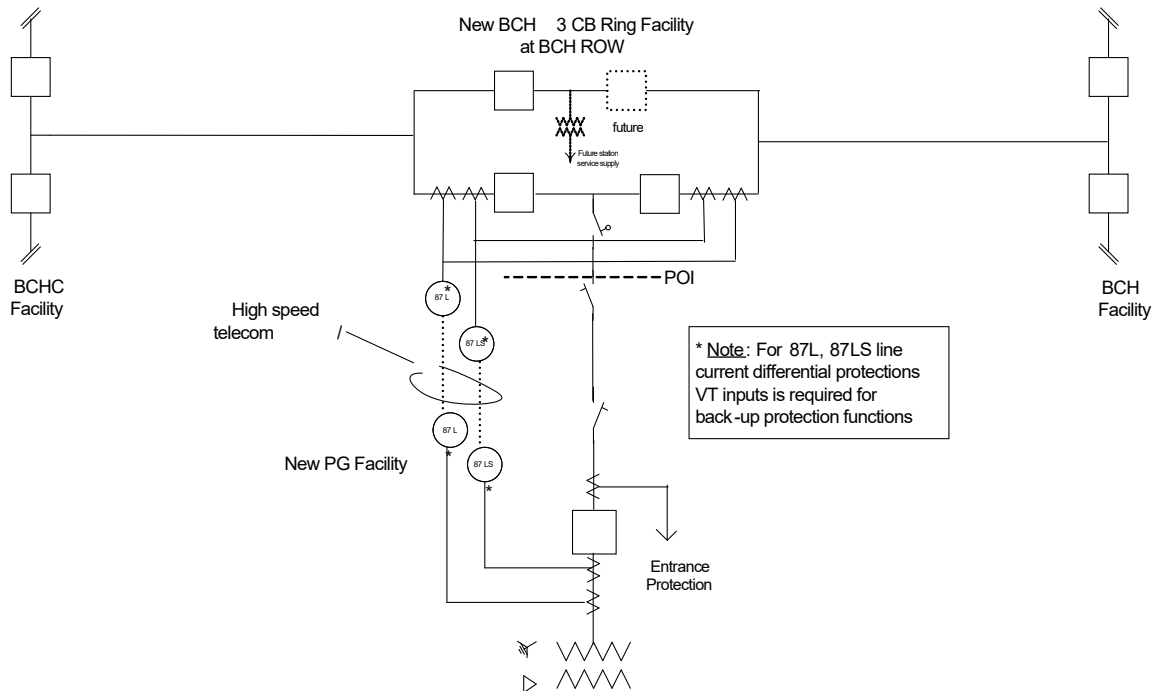 New BCH 3 CB Ring Facility
at BCH ROW
future
Future station
service supply
POI
BCHC
Facility
BCH
Facility
87 L
*
High speed
telecom
87 LS
*
* Note: For 87L, 87LS line
current differential protections
VT inputs is required for
back-up protection functions
87 L
*
New PG Facility
87 LS
*
Entrance
Protection